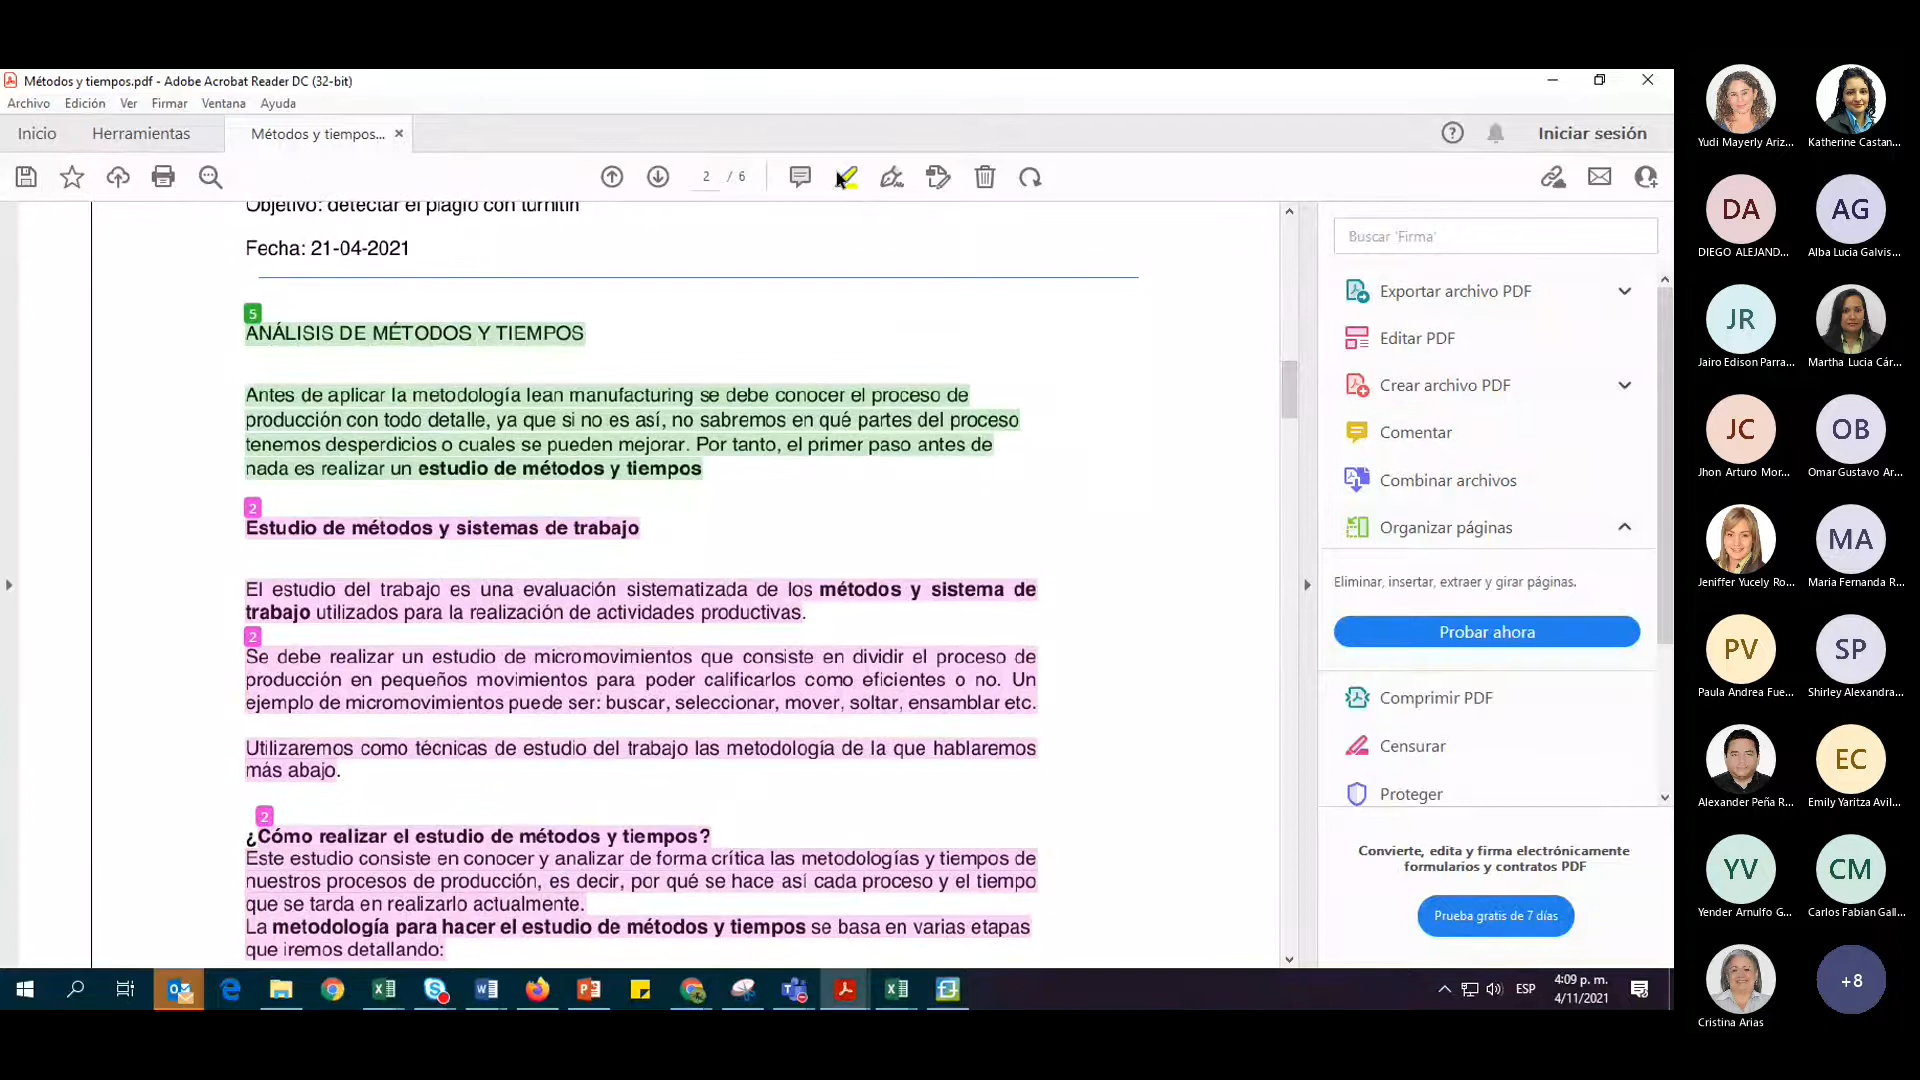 Métodos y tiempos.pdf - Adobe Acrobat Reader DC (32-bit)
Archivo Edición Ver Firmar Ventana Ayuda
Inicio Herramientas Métodos y tiempos... × Iniciar sesión
2 / 6
Objetivo: detectar el plagio con turnitin
Fecha: 21-04-2021
5
ANÁLISIS DE MÉTODOS Y TIEMPOS
Antes de aplicar la metodología lean manufacturing se debe conocer el proceso de
producción con todo detalle, ya que si no es así, no sabremos en qué partes del proceso
tenemos desperdicios o cuales se pueden mejorar. Por tanto, el primer paso antes de
nada es realizar un estudio de métodos y tiempos
2
Estudio de métodos y sistemas de trabajo
El estudio del trabajo es una evaluación sistematizada de los métodos y sistema de
trabajo utilizados para la realización de actividades productivas.
2
Se debe realizar un estudio de micromovimientos que consiste en dividir el proceso de
producción en pequeños movimientos para poder calificarlos como eficientes o no. Un
ejemplo de micromovimientos puede ser: buscar, seleccionar, mover, soltar, ensamblar etc.
Utilizaremos como técnicas de estudio del trabajo las metodología de la que hablaremos
más abajo.
2
¿Cómo realizar el estudio de métodos y tiempos?
Este estudio consiste en conocer y analizar de forma crítica las metodologías y tiempos de
nuestros procesos de producción, es decir, por qué se hace así cada proceso y el tiempo
que se tarda en realizarlo actualmente.
La metodología para hacer el estudio de métodos y tiempos se basa en varias etapas
que iremos detallando:
Buscar 'Firma'
Exportar archivo PDF
Editar PDF
Crear archivo PDF
Comentar
Combinar archivos
Organizar páginas
Eliminar, insertar, extraer y girar páginas.
Probar ahora
Comprimir PDF
Censurar
Proteger
Convierte, edita y firma electrónicamente
formularios y contratos PDF
Prueba gratis de 7 días
ESP
4:09 p. m.
4/11/2021
Yudi Mayerly Ariz... Katherine Castan...
DA AG
DIEGO ALEJAND... Alba Lucia Galvis...
JR
Jairo Edison Parra... Martha Lucia Cár...
JC OB
Jhon Arturo Mor... Omar Gustavo Ar...
MA
Jeniffer Yucely Ro... Maria Fernanda R...
PV SP
Paula Andrea Fue... Shirley Alexandra...
EC
Alexander Peña R... Emily Yaritza Avil...
YV CM
Yender Arnulfo G... Carlos Fabian Gall...
+8
Cristina Arias